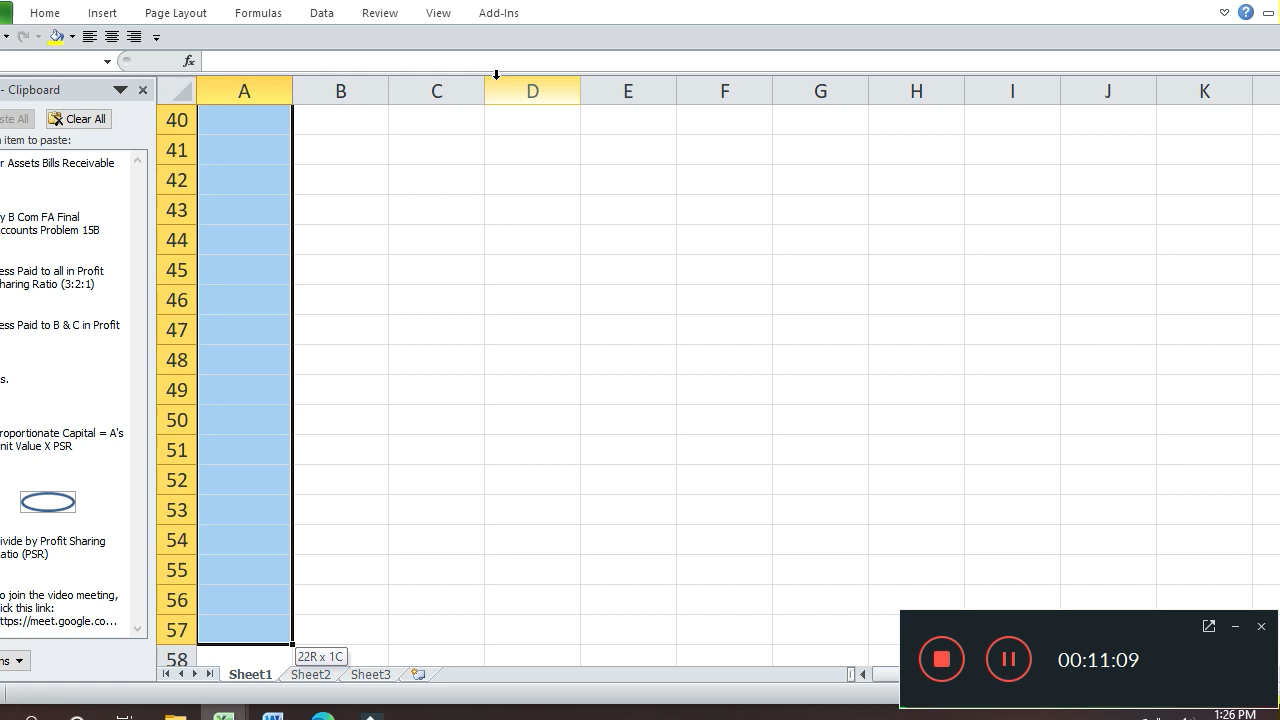 Home Insert Page Layout Formulas Data Review View Add-Ins
?
fx
- Clipboard
A B C D E F G H I J K
ste All Clear All
n item to paste:
r Assets Bills Receivable
y B Com FA Final
ccounts Problem 15B
ess Paid to all in Profit
haring Ratio (3:2:1)
ess Paid to B & C in Profit
s.
roportionate Capital = A's
nit Value X PSR
ivide by Profit Sharing
atio (PSR)
o join the video meeting,
ick this link:
ttps://meet.google.co...
ns
40
41
42
43
44
45
46
47
48
49
50
51
52
53
54
55
56
57
58
22R x 1C
Sheet1 Sheet2 Sheet3
00:11:09
1:26 PM